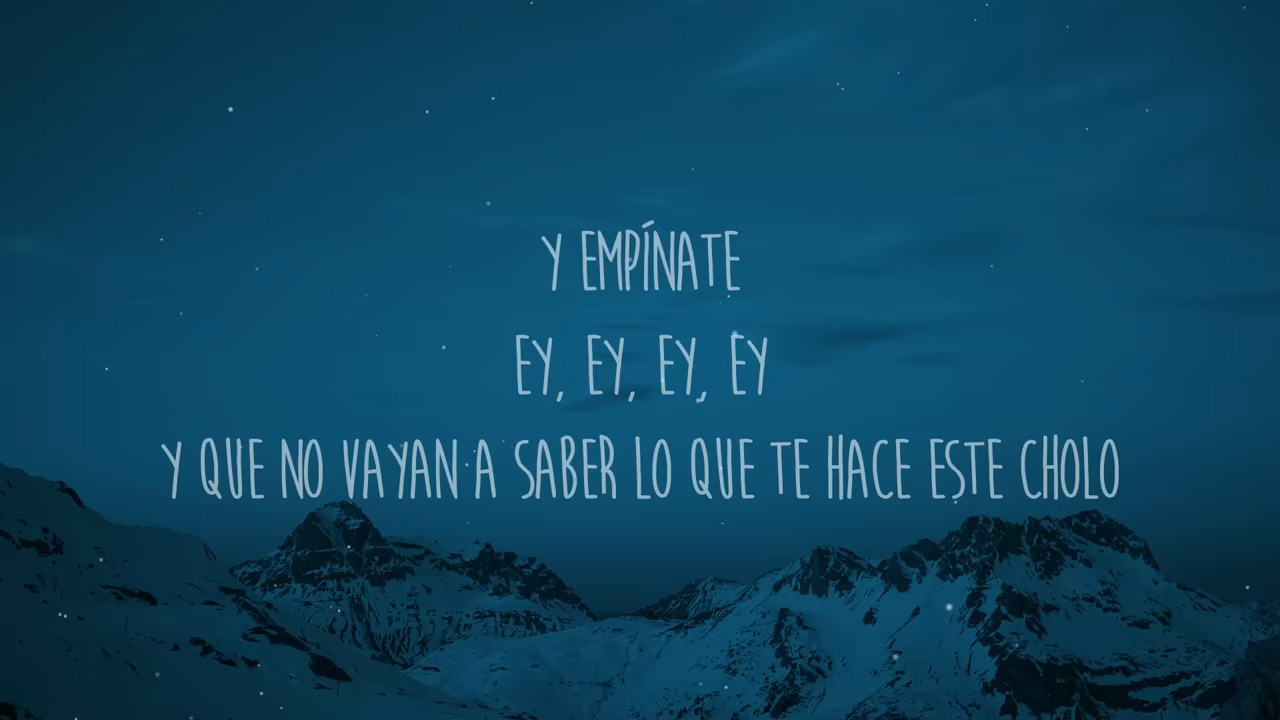 Y EMPÍNATE
EY, EY, EY, EY
Y QUE NO VAYAN A SABER LO QUE TE HACE ESTE CHOLO